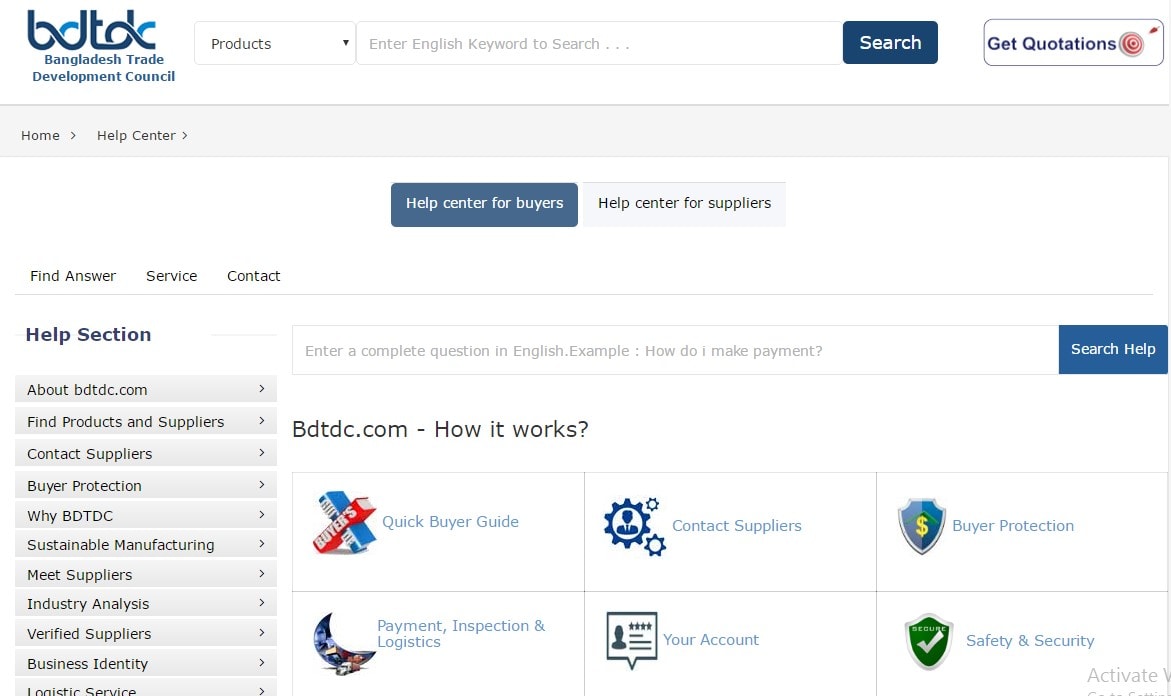 bdtdc
Bangladesh Trade
Development Council
Products
Enter English Keyword to Search . . .
Search
Get Quotations
Home >
Help Center >
Help center for buyers
Help center for suppliers
Find Answer
Service
Contact
Help Section
Enter a complete question in English.Example : How do i make payment?
Search Help
About bdtdc.com
Find Products and Suppliers
Contact Suppliers
Buyer Protection
Why BDTDC
Sustainable Manufacturing
Meet Suppliers
Industry Analysis
Verified Suppliers
Business Identity
Logistic Service
Bdtdc.com - How it works?
BUYER'S
Quick Buyer Guide
Contact Suppliers
$
Buyer Protection
Payment, Inspection &
Logistics
Your Account
SECURE
Safety & Security
Activate